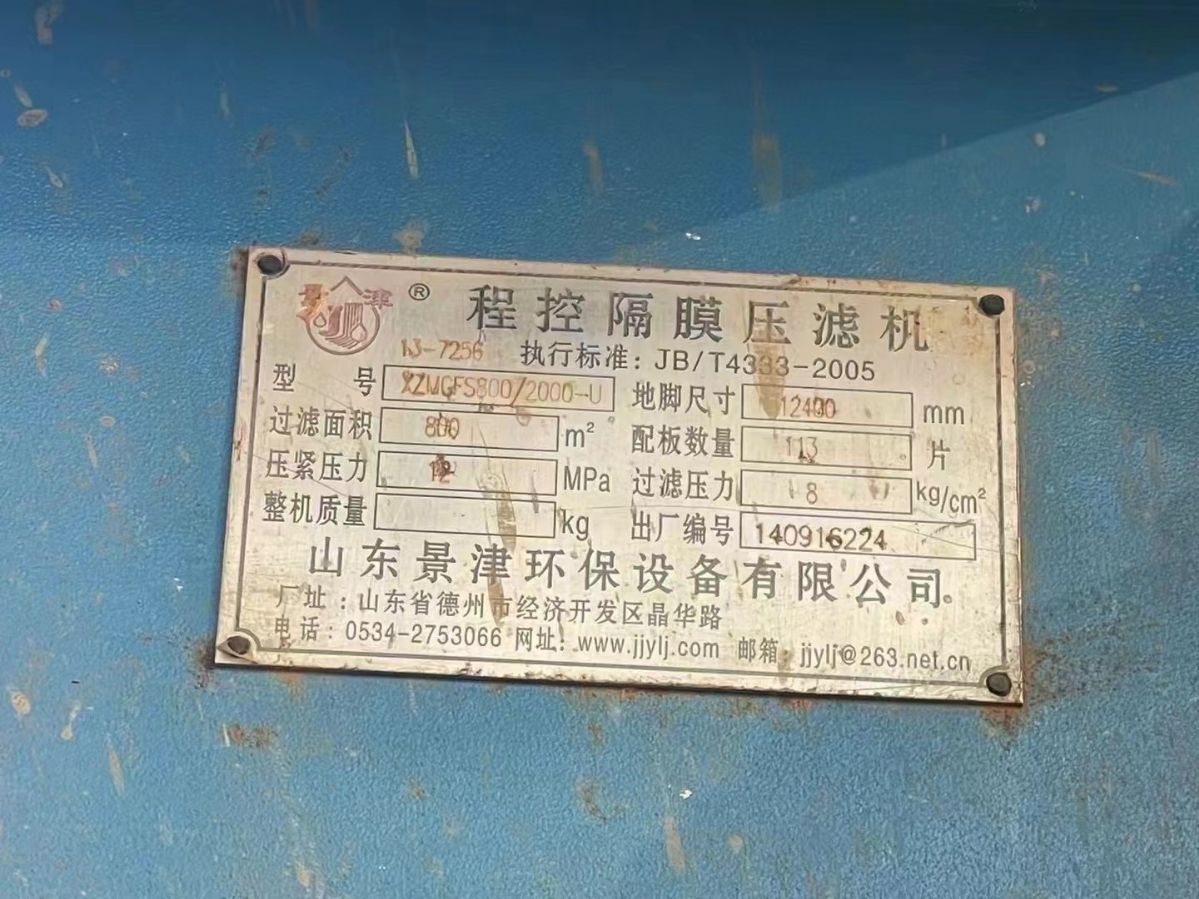 景津 ® 程控隔膜压滤机
13-7256 执行标准：JB/T4333-2005
型号 XZMGFS800/2000-U 地脚尺寸 12400 mm
过滤面积 800 m² 配板数量 113 片
压紧压力 12 MPa 过滤压力 8 kg/cm²
整机质量 kg 出厂编号 140916224
山东景津环保设备有限公司
厂址：山东省德州市经济开发区晶华路
电话：0534-2753066 网址：www.jjylj.com 邮箱：jjylj@263.net.cn